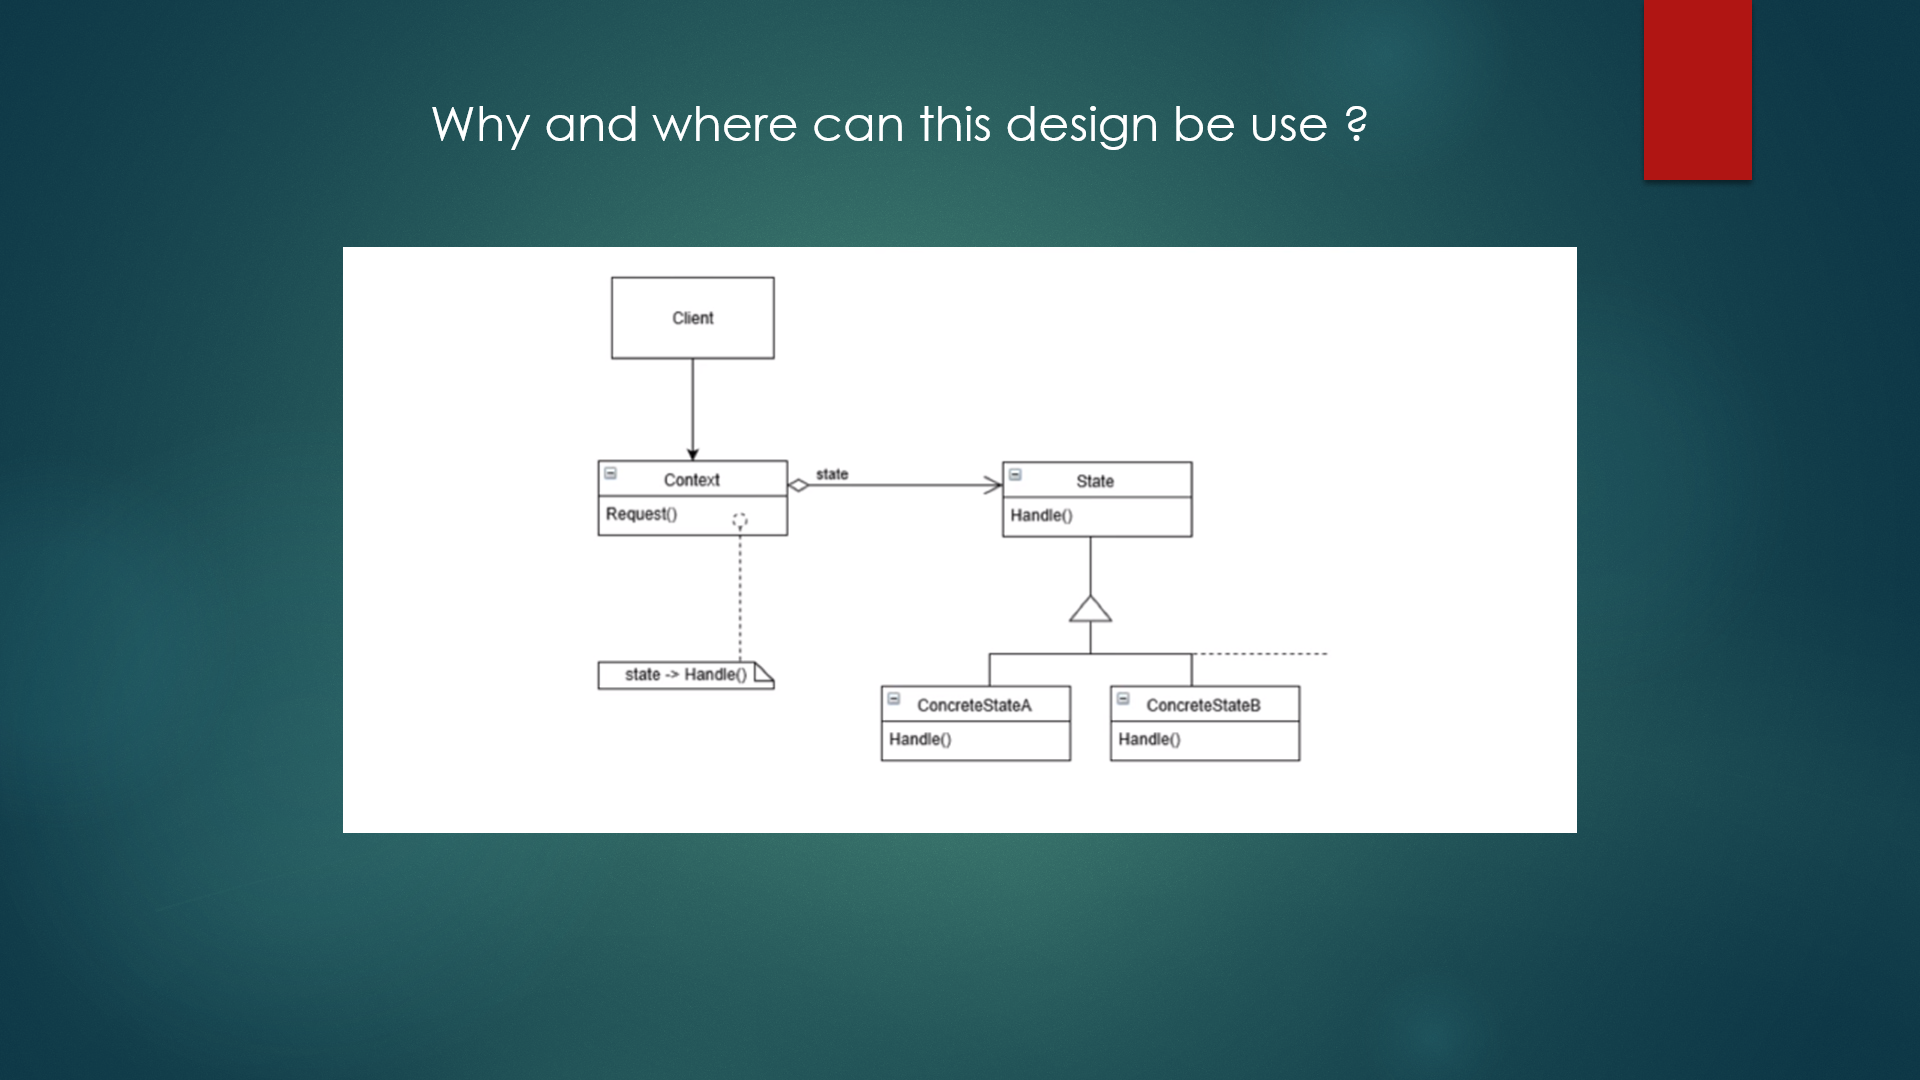 Why and where can this design be use ?
Client
Context
state
State
Request()
Handle()
state -> Handle()
ConcreteStateA
ConcreteStateB
Handle()
Handle()